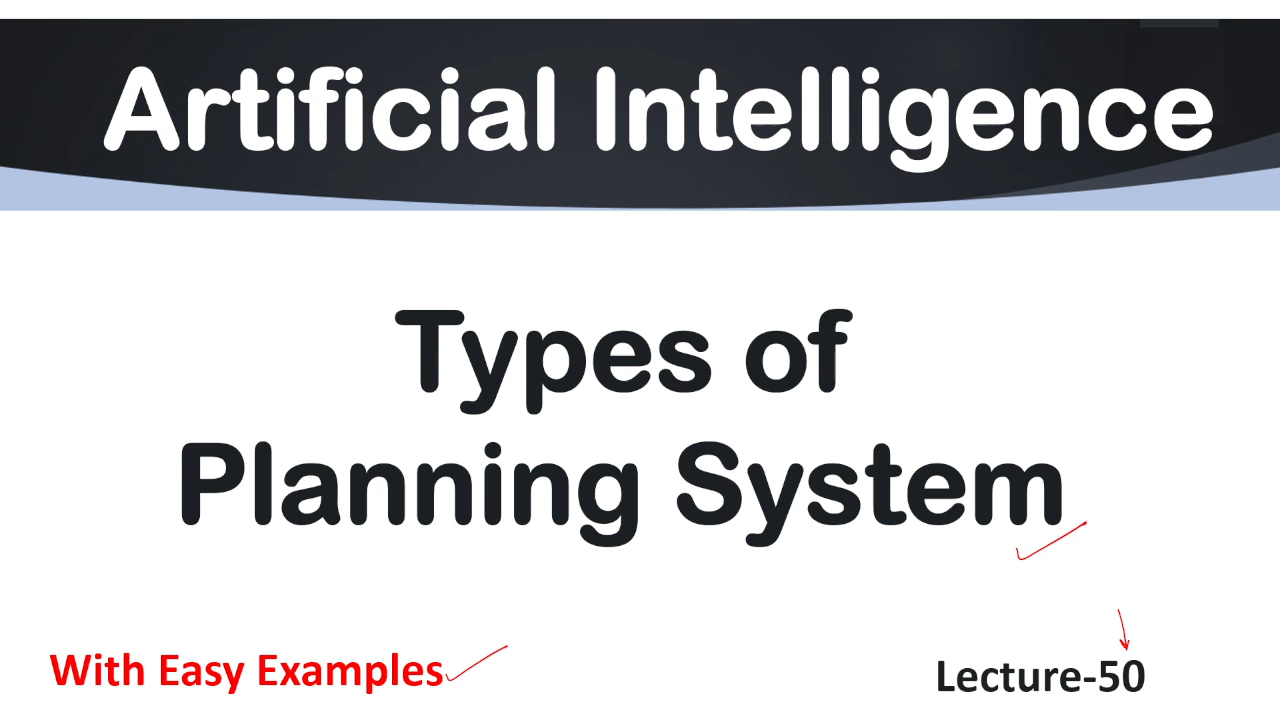 Artificial Intelligence
Types of
Planning System
With Easy Examples
Lecture-50